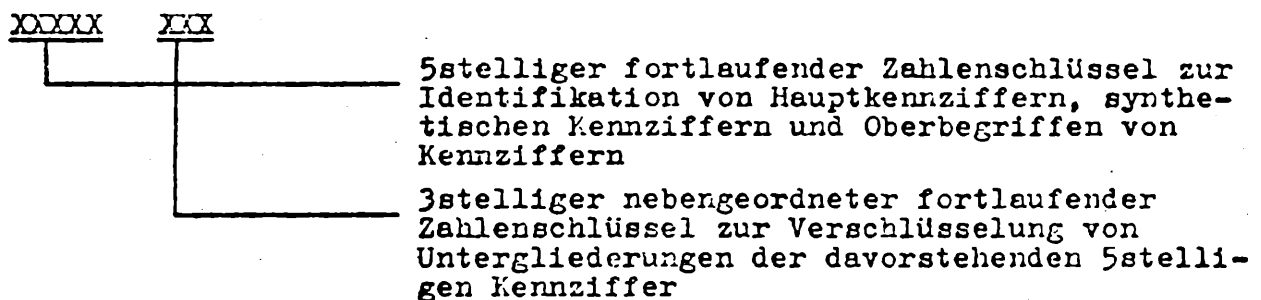 XXXXX XXX
5stelliger fortlaufender Zahlenschlüssel zur
Identifikation von Hauptkennziffern, synthe-
tischen Kennziffern und Oberbegriffen von
Kennziffern
3stelliger nebengeordneter fortlaufender
Zahlenschlüssel zur Verschlüsselung von
Untergliederungen der davorstehenden 5stelli-
gen Kennziffer